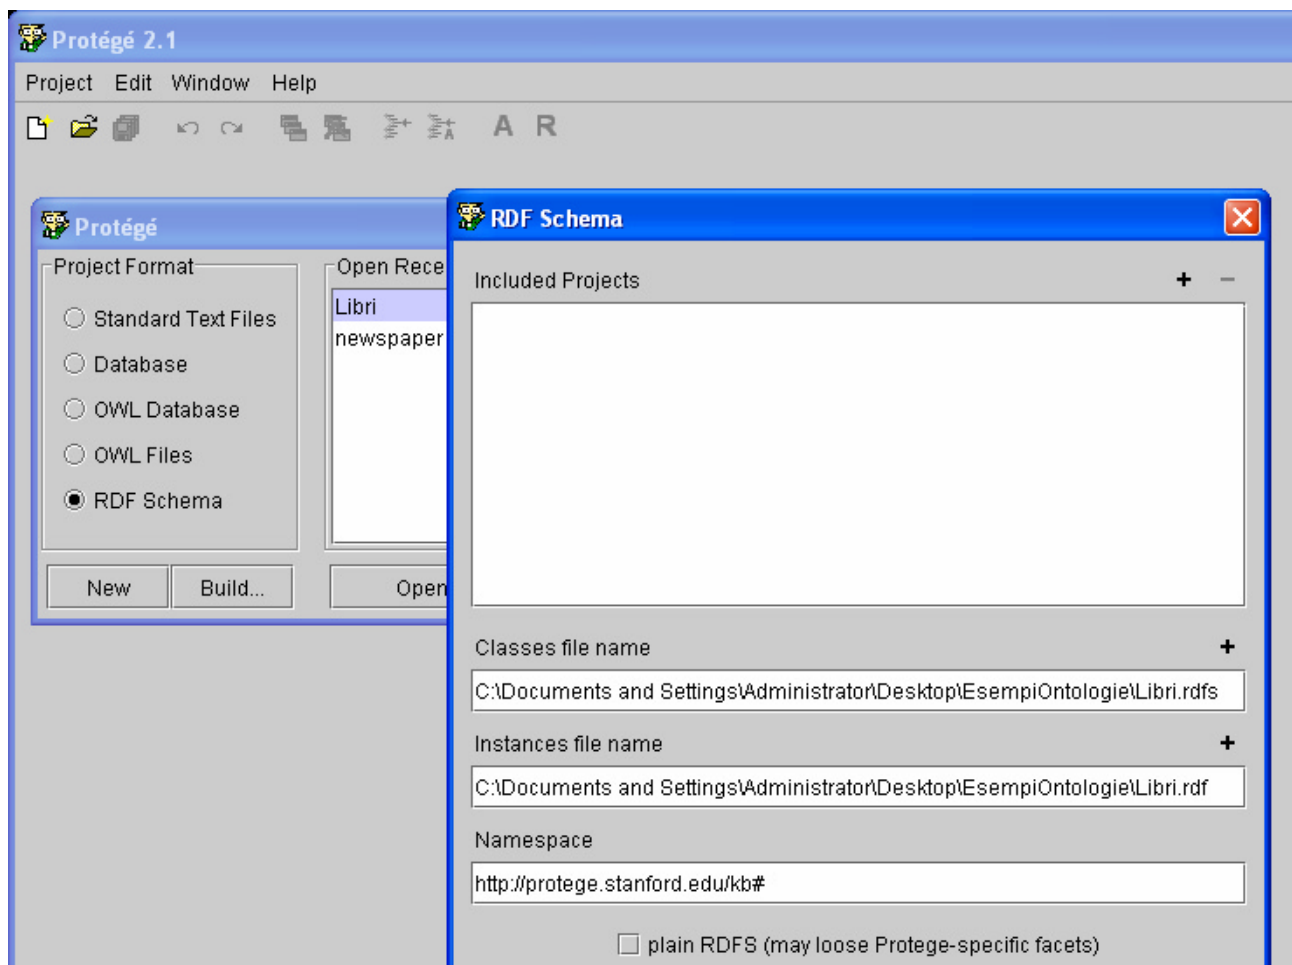 Protégé 2.1
Project Edit Window Help
A R
Protégé
Project Format
Standard Text Files
Database
OWL Database
OWL Files
RDF Schema
New Build...
Open Rece
Libri
newspaper
Open
RDF Schema
Included Projects
Classes file name
C:\Documents and Settings\Administrator\Desktop\EsempiOntologie\Libri.rdfs
Instances file name
C:\Documents and Settings\Administrator\Desktop\EsempiOntologie\Libri.rdf
Namespace
http://protege.stanford.edu/kb#
plain RDFS (may loose Protege-specific facets)